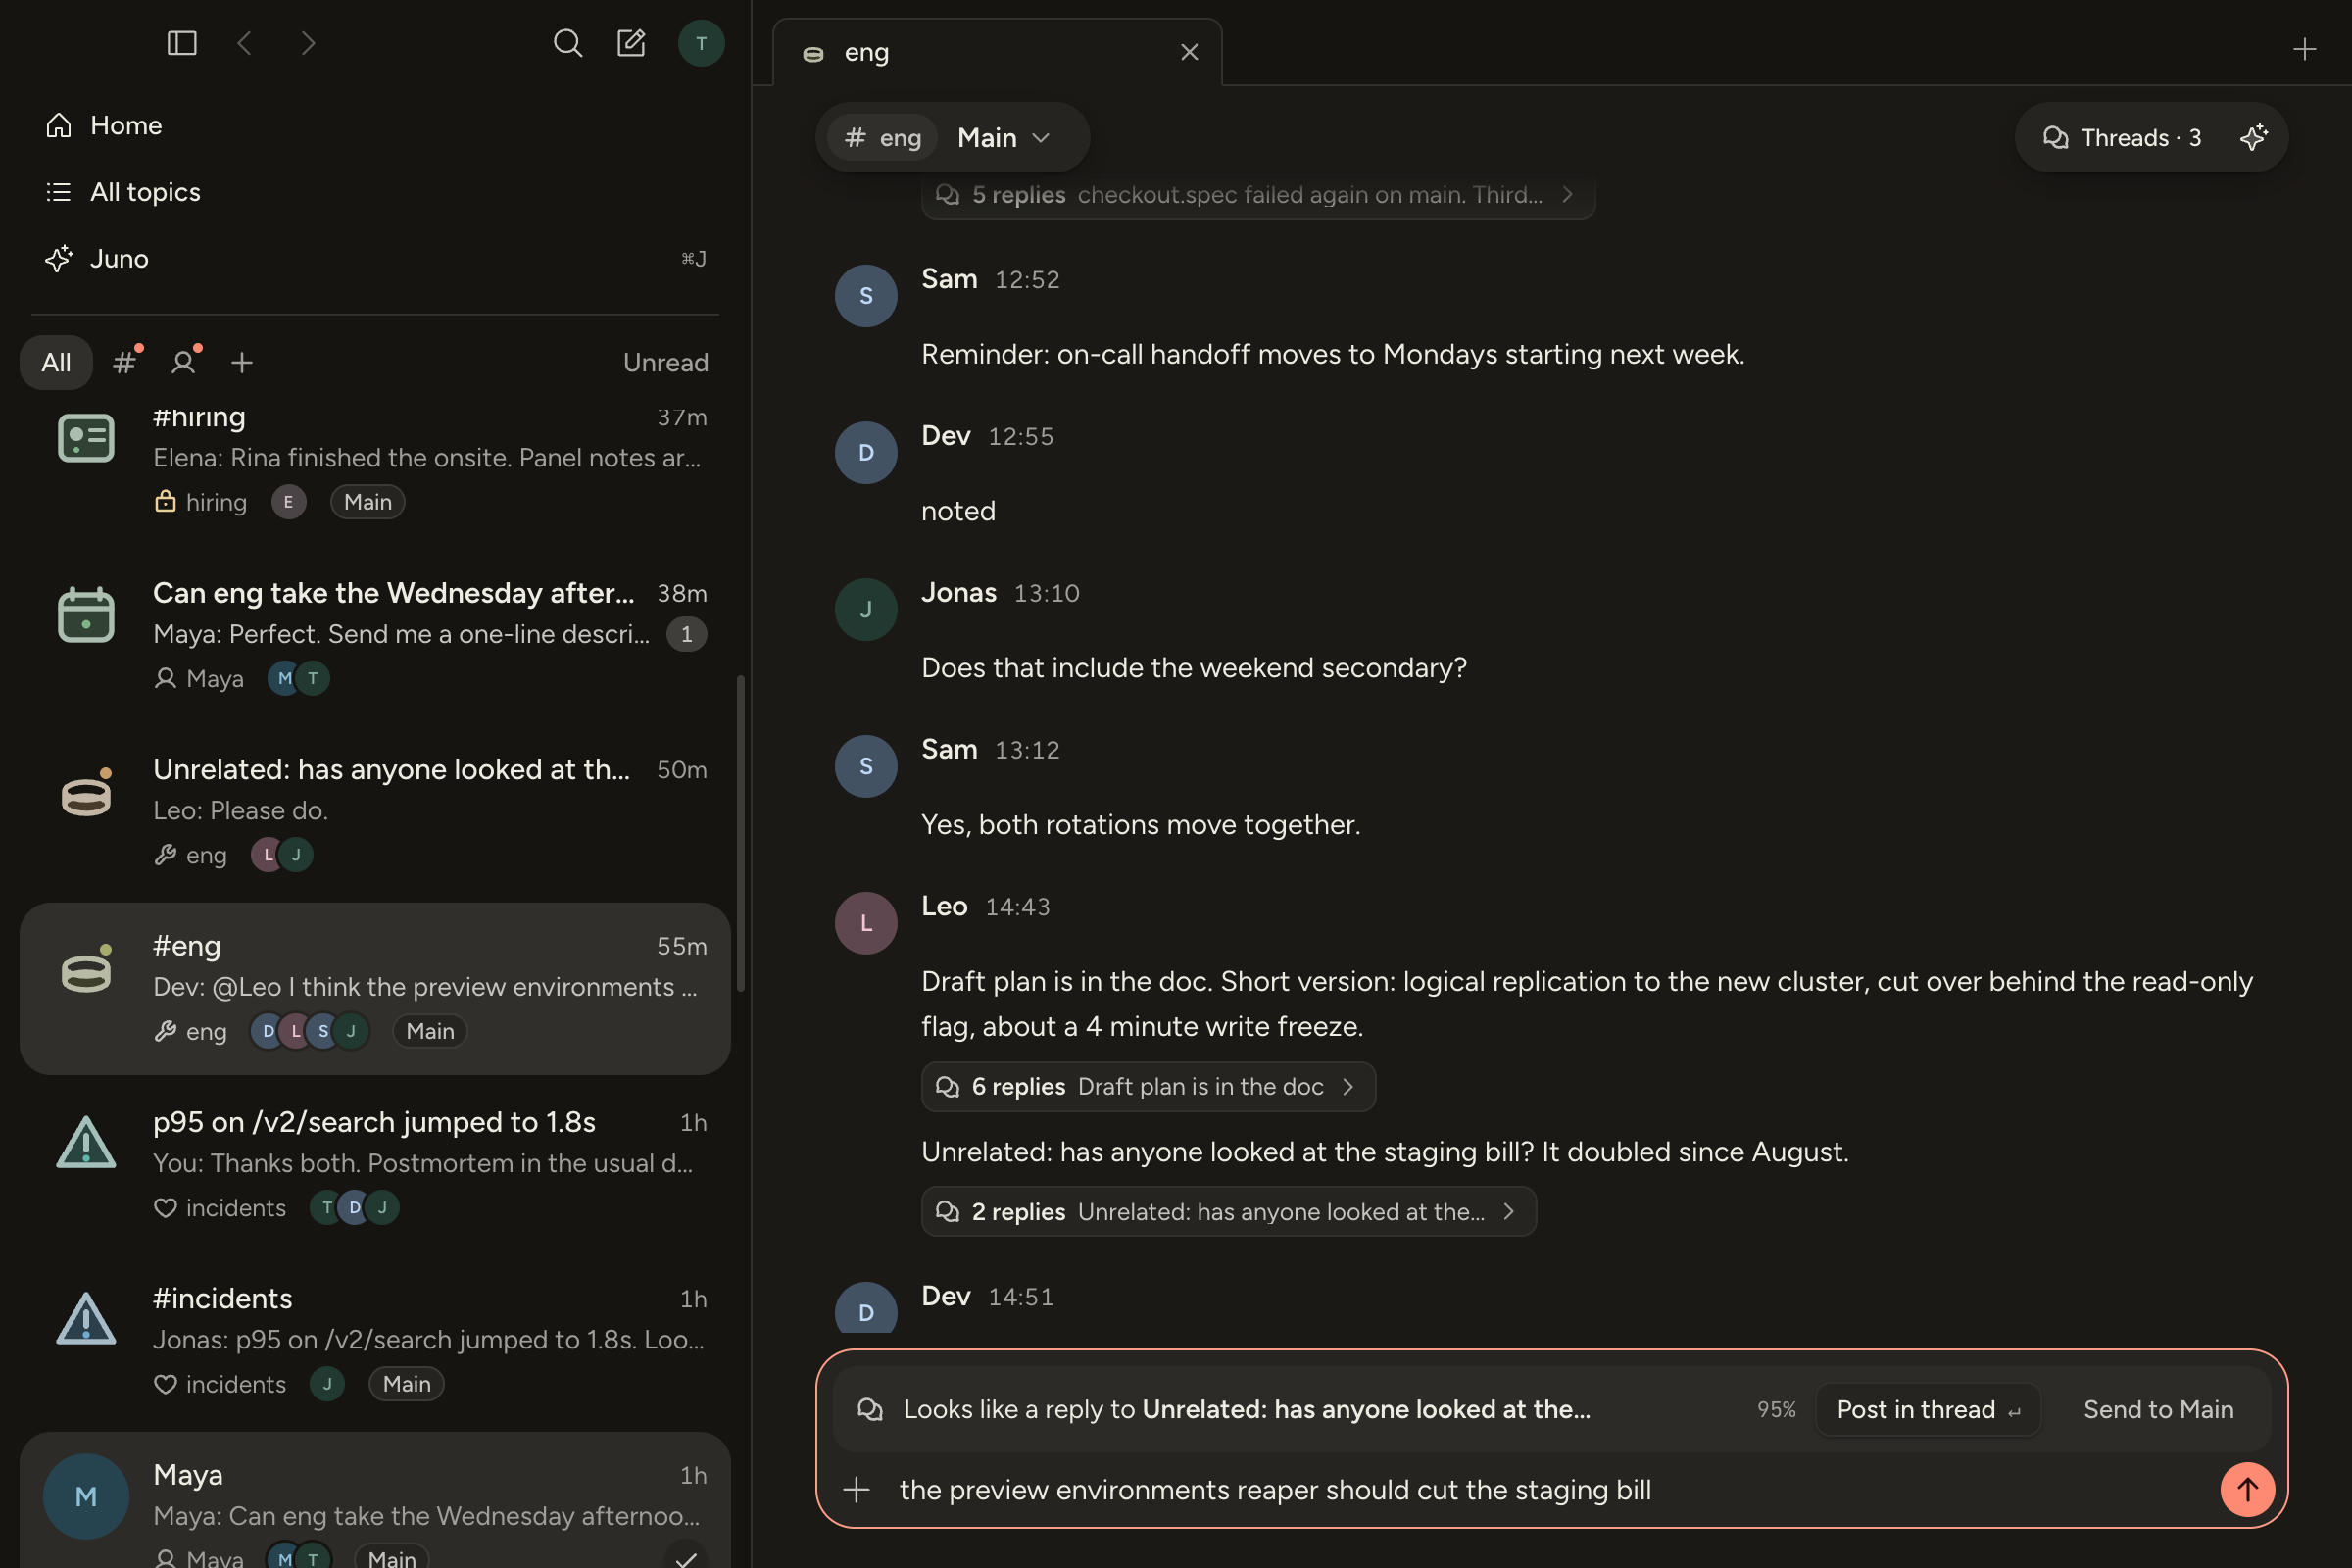 T
Home
All topics
Juno ⌘J
All Unread
#hiring 37m
Elena: Rina finished the onsite. Panel notes ar...
hiring E Main
Can eng take the Wednesday after... 38m
Maya: Perfect. Send me a one-line descri... 1
Maya M T
Unrelated: has anyone looked at th... 50m
Leo: Please do.
eng L J
#eng 55m
Dev: @Leo I think the preview environments ...
eng D L S J Main
p95 on /v2/search jumped to 1.8s 1h
You: Thanks both. Postmortem in the usual d...
incidents T D J
#incidents 1h
Jonas: p95 on /v2/search jumped to 1.8s. Loo...
incidents J Main
M Maya 1h
Maya: Can eng take the Wednesday afternoo...
Maya M T Main
eng
# eng Main
Threads · 3
5 replies checkout.spec failed again on main. Third...
S Sam 12:52
Reminder: on-call handoff moves to Mondays starting next week.
D Dev 12:55
noted
J Jonas 13:10
Does that include the weekend secondary?
S Sam 13:12
Yes, both rotations move together.
L Leo 14:43
Draft plan is in the doc. Short version: logical replication to the new cluster, cut over behind the read-only
flag, about a 4 minute write freeze.
6 replies Draft plan is in the doc
Unrelated: has anyone looked at the staging bill? It doubled since August.
2 replies Unrelated: has anyone looked at the...
D Dev 14:51
Looks like a reply to Unrelated: has anyone looked at the... 95% Post in thread ↵ Send to Main
the preview environments reaper should cut the staging bill